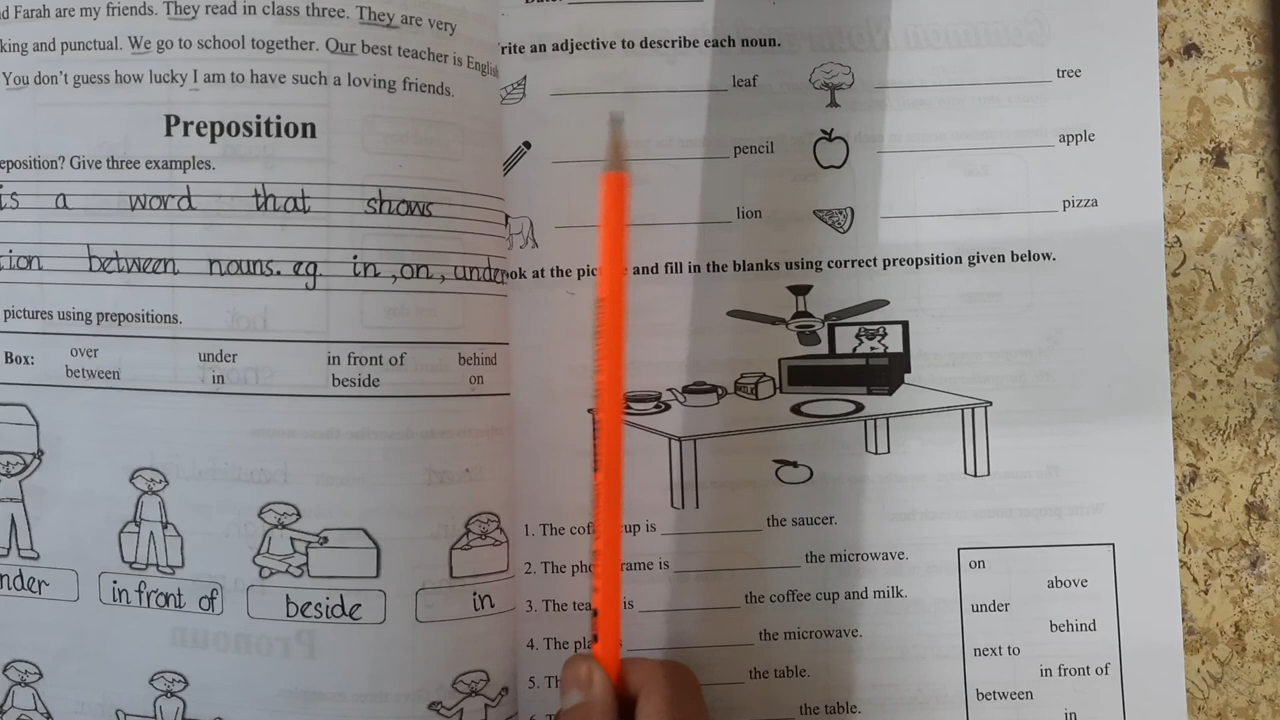 d Farah are my friends. They read in class three. They are very
king and punctual. We go to school together. Our best teacher is English
You don't guess how lucky I am to have such a loving friends.
Preposition
eposition? Give three examples.
is a word that shows
tion between nouns. eg. in, on, under
pictures using prepositions.
Box: over under in front of behind
between in beside on
nder in front of beside in
rite an adjective to describe each noun.
leaf tree
pencil apple
lion pizza
ook at the pic and fill in the blanks using correct preopsition given below.
MILK
1. The cof up is the saucer.
2. The pho rame is the microwave.
3. The tea is the coffee cup and milk.
4. The pla the microwave.
5. Th the table.
the table.
on
above
under
behind
next to
in front of
between
in